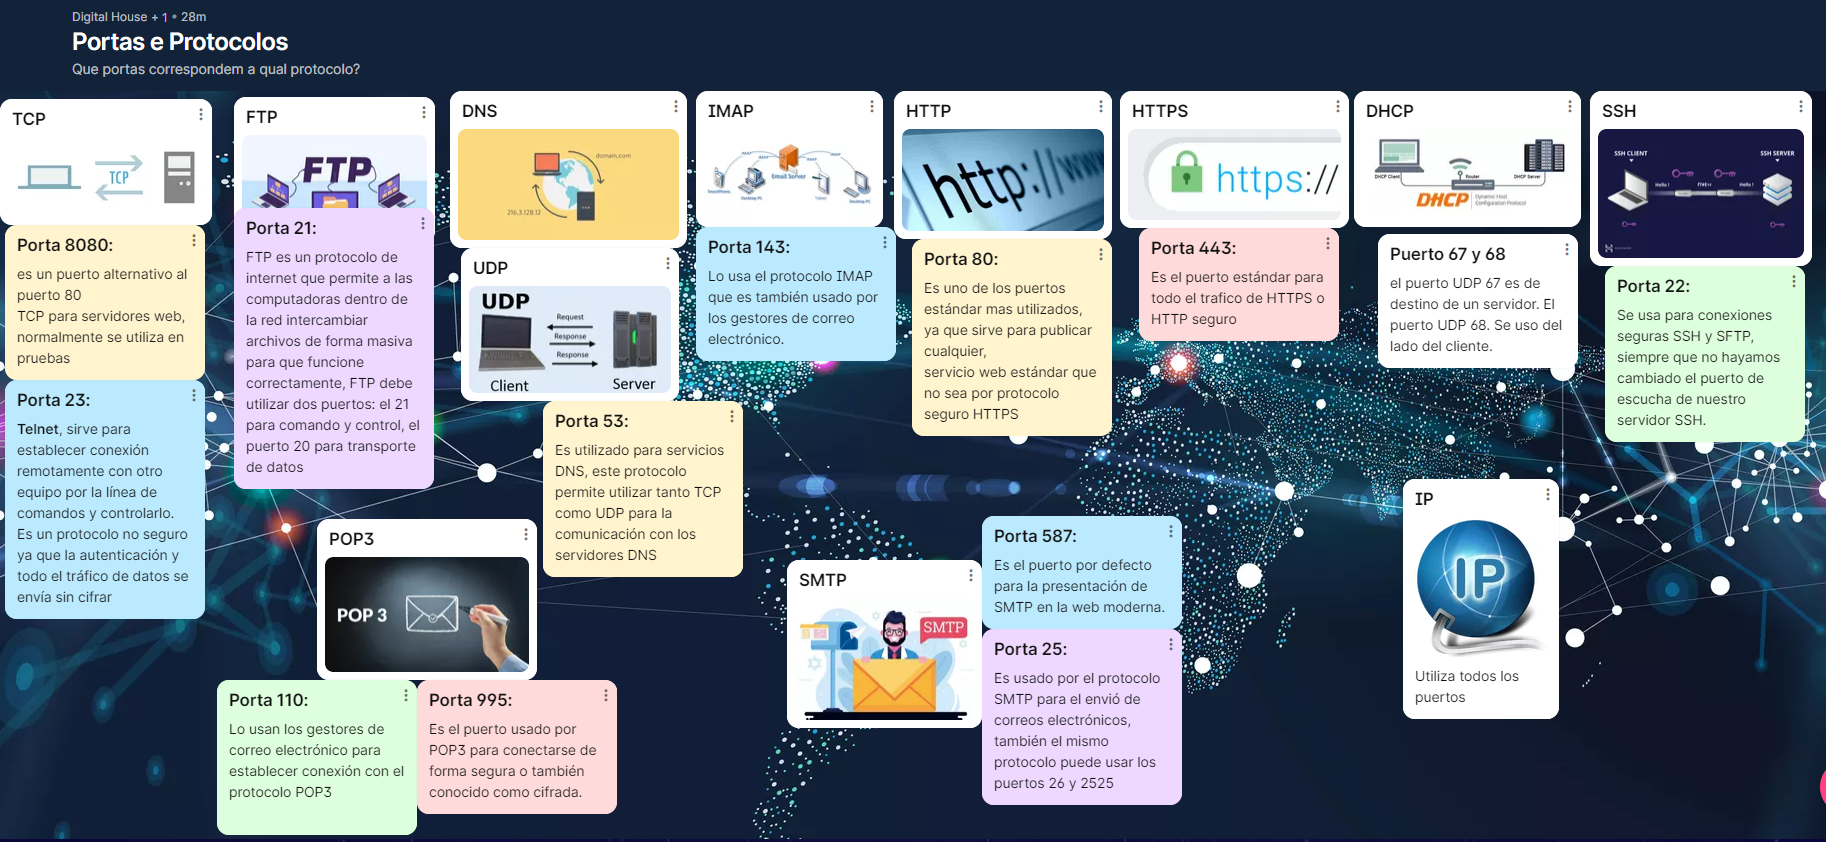 Digital House + 1 • 28m
Portas e Protocolos
Que portas correspondem a qual protocolo?
TCP
TCP
Porta 8080:
es un puerto alternativo al
puerto 80
TCP para servidores web,
normalmente se utiliza en
pruebas
Porta 23:
Telnet, sirve para
establecer conexión
remotamente con otro
equipo por la línea de
comandos y controlarlo.
Es un protocolo no seguro
ya que la autenticación y
todo el tráfico de datos se
envía sin cifrar
FTP
FTP
Porta 21:
FTP es un protocolo de
internet que permite a las
computadoras dentro de
la red intercambiar
archivos de forma masiva
para que funcione
correctamente, FTP debe
utilizar dos puertos: el 21
para comando y control, el
puerto 20 para transporte
de datos
DNS
domain.com
216.3.128.12
UDP
UDP
Request
Response
Response
Client
Server
Porta 53:
Es utilizado para servicios
DNS, este protocolo
permite utilizar tanto TCP
como UDP para la
comunicación con los
servidores DNS
POP3
POP 3
Porta 110:
Lo usan los gestores de
correo electrónico para
establecer conexión con el
protocolo POP3
Porta 995:
Es el puerto usado por
POP3 para conectarse de
forma segura o también
conocido como cifrada.
IMAP
Email Server
Porta 143:
Lo usa el protocolo IMAP
que es también usado por
los gestores de correo
electrónico.
HTTP
http://www
Porta 80:
Es uno de los puertos
estándar mas utilizados,
ya que sirve para publicar
cualquier,
servicio web estándar que
no sea por protocolo
seguro HTTPS
SMTP
SMTP
Porta 587:
Es el puerto por defecto
para la presentación de
SMTP en la web moderna.
Porta 25:
Es usado por el protocolo
SMTP para el envió de
correos electrónicos,
también el mismo
protocolo puede usar los
puertos 26 y 2525
HTTPS
https://
Porta 443:
Es el puerto estándar para
todo el trafico de HTTPS o
HTTP seguro
DHCP
DHCP Client
Router
DHCP Server
DHCP
Dynamic Host
Configuration Protocol
Puerto 67 y 68
el puerto UDP 67 es de
destino de un servidor. El
puerto UDP 68. Se uso del
lado del cliente.
IP
IP
Utiliza todos los
puertos
SSH
SSH CLIENT
SSH SERVER
Hello !
Hello !
Porta 22:
Se usa para conexiones
seguras SSH y SFTP,
siempre que no hayamos
cambiado el puerto de
escucha de nuestro
servidor SSH.